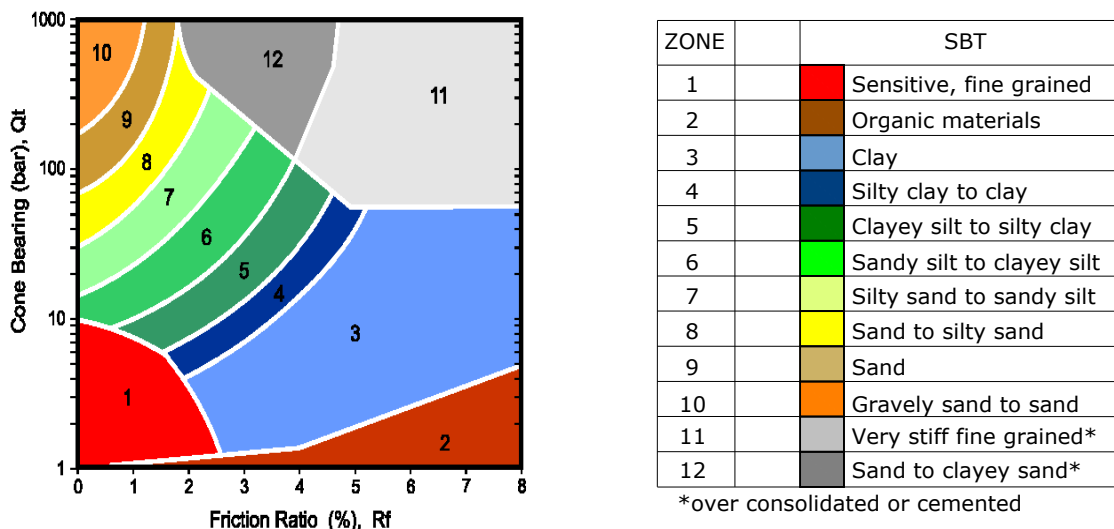 1000
100
10
1
Cone Bearing (bar), Qt
10
12
11
9
8
7
6
5
4
3
1
2
0 1 2 3 4 5 6 7 8
Friction Ratio (%), Rf
ZONE SBT
1 Sensitive, fine grained
2 Organic materials
3 Clay
4 Silty clay to clay
5 Clayey silt to silty clay
6 Sandy silt to clayey silt
7 Silty sand to sandy silt
8 Sand to silty sand
9 Sand
10 Gravely sand to sand
11 Very stiff fine grained*
12 Sand to clayey sand*
*over consolidated or cemented